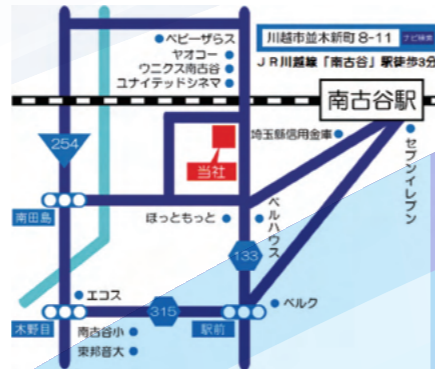 ベビーザらス
ヤオコー
ウニクス南古谷
ユナイテッドシネマ
川越市並木新町8-11
ナビ検索
JR川越線「南古谷」駅徒歩3分
南古谷駅
254
埼玉縣信用金庫
セブンイレブン
当社
南田島
ほっともっと
ベルハウス
133
エコス
ベルク
木野目
315
駅前
南古谷小
東邦音大